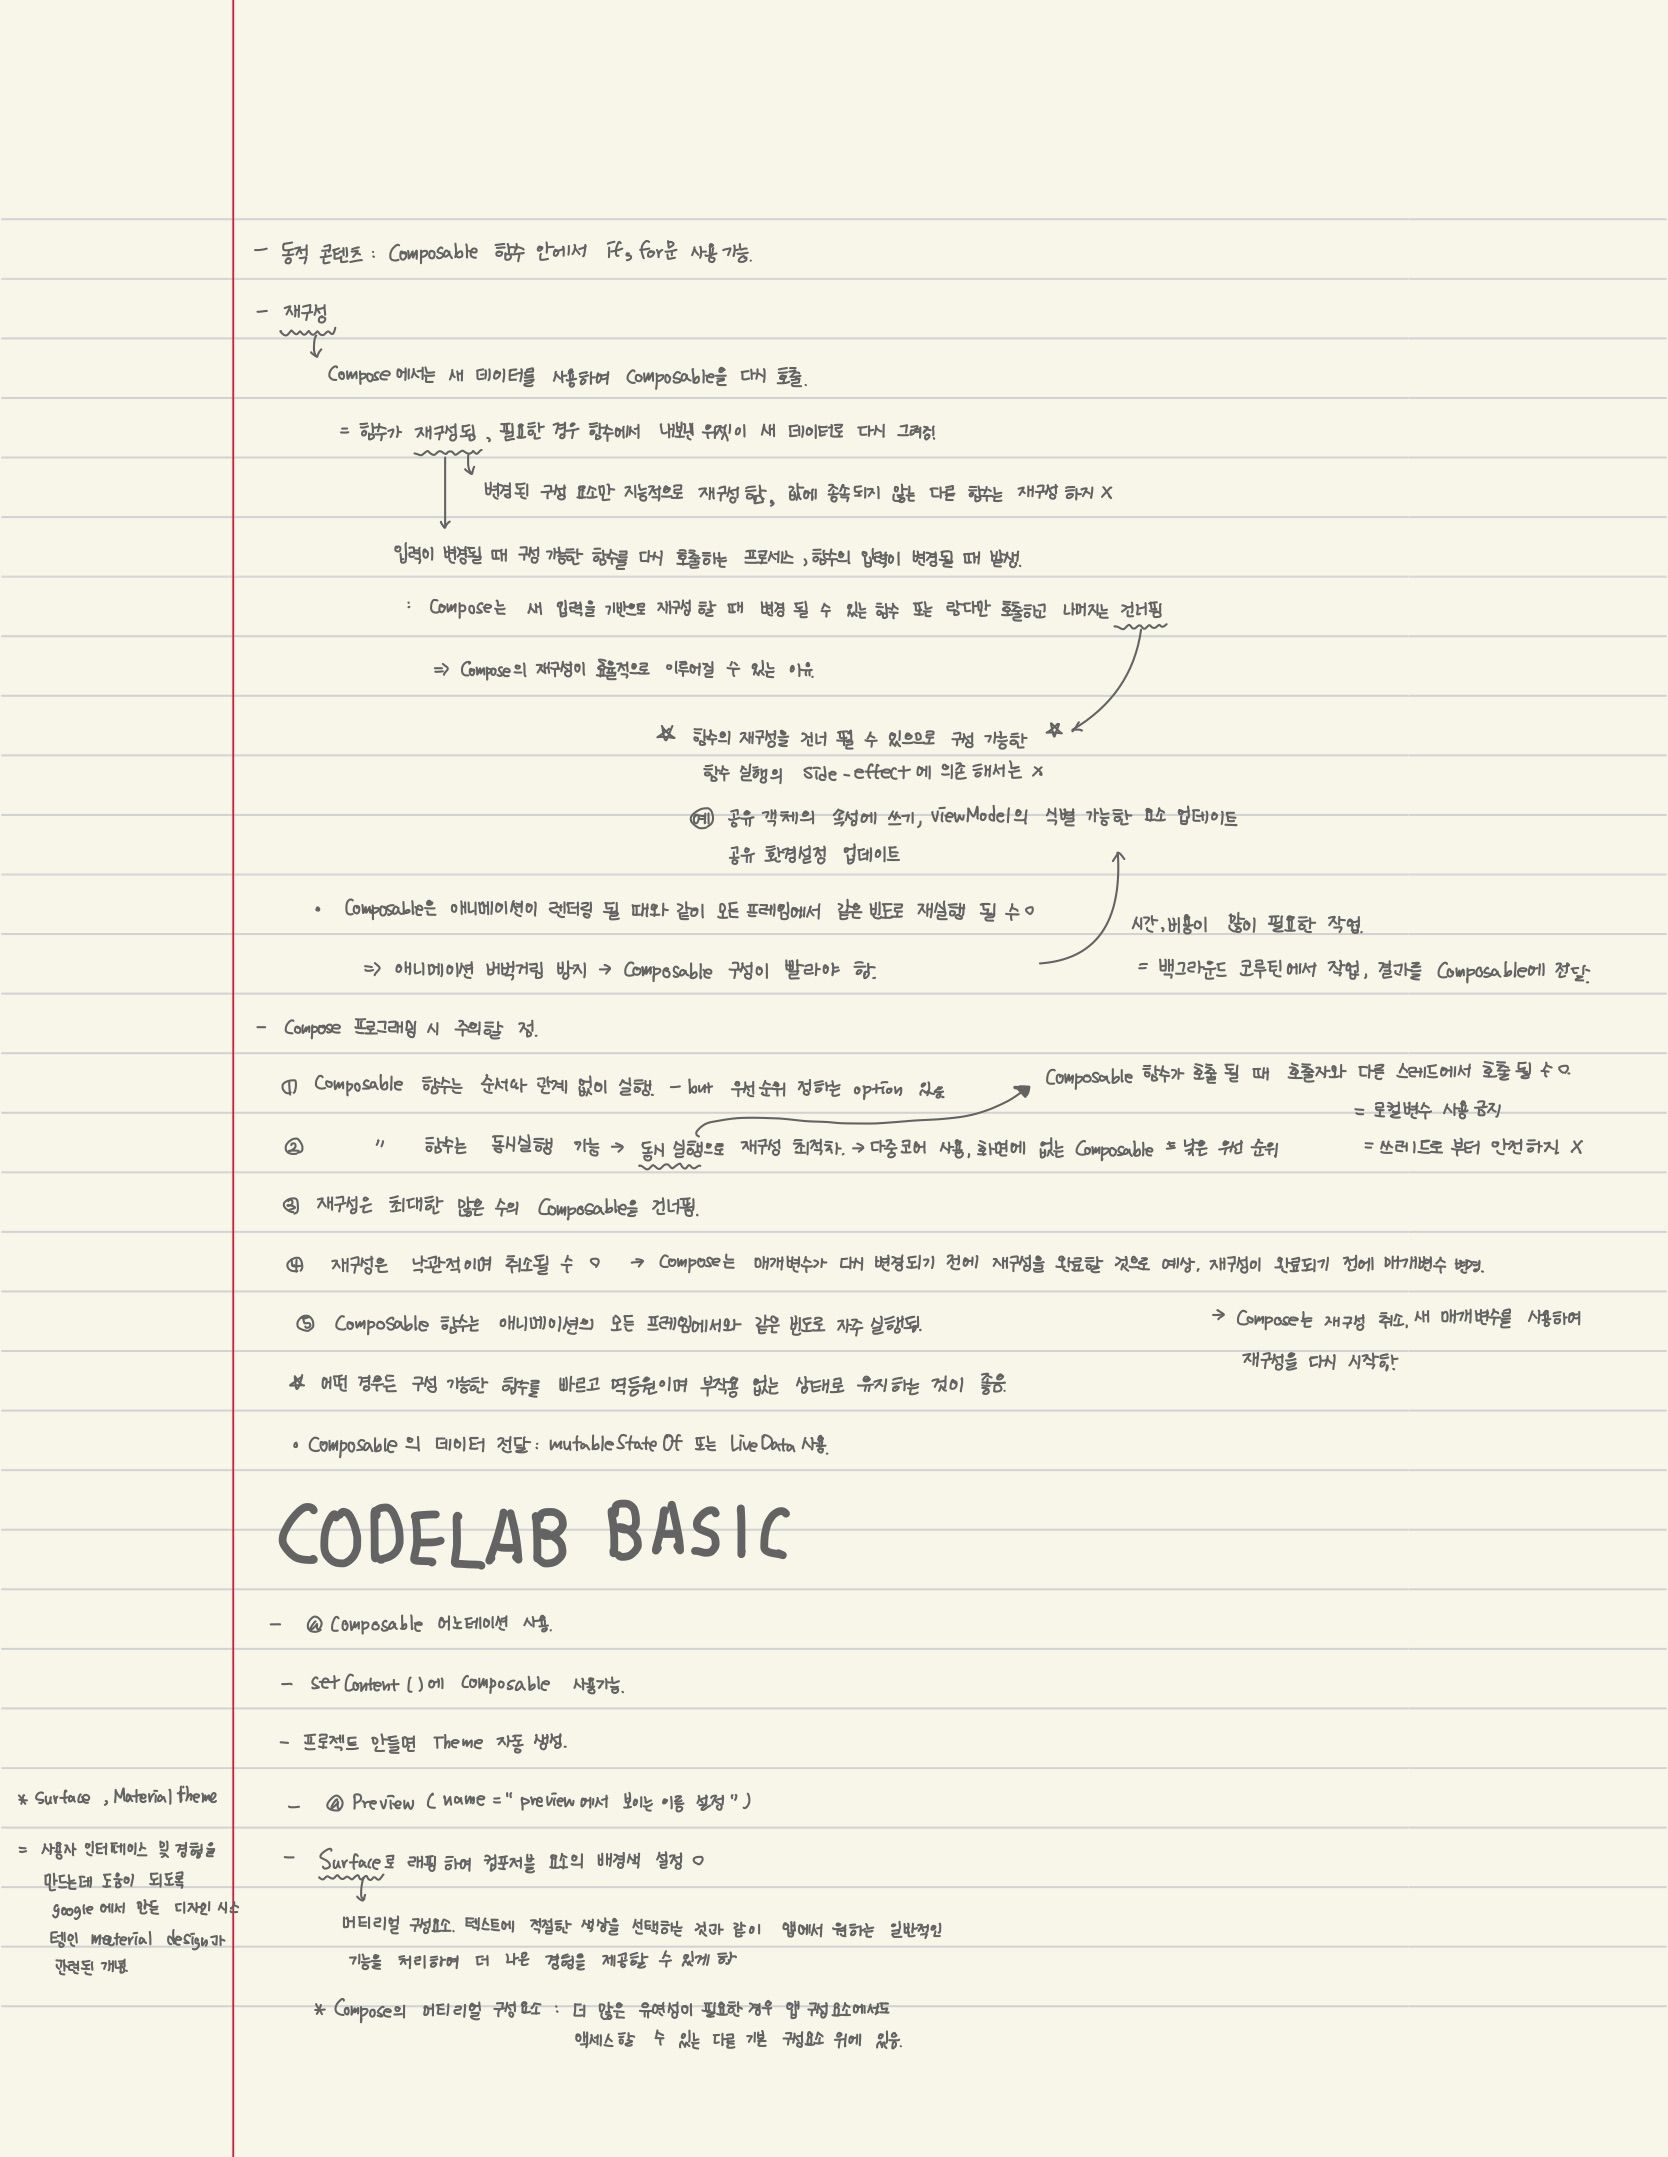 - 동적 콘텐츠 : Composable 함수 안에서 if, for문 사용 가능.
- 재구성
↓
Compose에서는 새 데이터를 사용하여 Composable을 다시 호출.
= 함수가 재구성됨, 필요한 경우 함수에서 내보낸 위젯이 새 데이터로 다시 그려짐!
변경된 구성 요소만 지능적으로 재구성 함, 값에 종속되지 않는 다른 함수는 재구성 하지 X
입력이 변경될 때 구성 가능한 함수를 다시 호출하는 프로세스, 함수의 입력이 변경될 때 발생.
: Compose는 새 입력을 기반으로 재구성 할 때 변경 될 수 있는 함수 또는 람다만 호출하고 나머지는 건너뜀
⇒ Compose의 재구성이 효율적으로 이루어질 수 있는 이유.
☆ 함수의 재구성을 건너 뛸 수 있으므로 구성 가능한 ☆
함수 실행의 side-effect에 의존 해서는 X
예 공유 객체의 속성에 쓰기, ViewModel의 식별 가능한 요소 업데이트
공유 환경설정 업데이트
• Composable은 애니메이션이 렌더링 될 때와 같이 모든 프레임에서 같은 빈도로 재실행 될 수 O
⇒ 애니메이션 버벅거림 방지 → Composable 구성이 빨라야 함.
시간, 비용이 많이 필요한 작업.
= 백그라운드 코루틴에서 작업, 결과를 Composable에 전달.
- Compose 프로그래밍 시 주의할 점.
① Composable 함수는 순서와 관계 없이 실행. - but 우선순위 정하는 option 있음
Composable 함수가 호출 될 때 호출자와 다른 스레드에서 호출 될 수 O
= 로컬변수 사용 금지
② " 함수는 동시실행 가능 → 동시 실행으로 재구성 최적화. → 다중코어 사용, 화면에 없는 Composable = 낮은 우선 순위
= 쓰레드로 부터 안전하지 X
③ 재구성은 최대한 많은 수의 Composable을 건너뜀.
④ 재구성은 낙관적이며 취소될 수 O → Compose는 매개변수가 다시 변경되기 전에 재구성을 완료할 것으로 예상. 재구성이 완료되기 전에 매개변수 변경.
→ Compose는 재구성 취소, 새 매개변수를 사용하여
재구성을 다시 시작함
⑤ Composable 함수는 애니메이션의 모든 프레임에서와 같은 빈도로 자주 실행됨.
☆ 어떤 경우든 구성 가능한 함수를 빠르고 멱등원이며 부작용 없는 상태로 유지하는 것이 좋음.
• Composable의 데이터 전달 : mutableStateOf 또는 LiveData 사용.
CODELAB BASIC
- @Composable 어노테이션 사용.
- setContent()에 composable 사용가능.
- 프로젝트 만들면 Theme 자동 생성.
- @Preview (name = "preview에서 보이는 이름 설정")
- Surface로 래핑 하여 컴포저블 요소의 배경색 설정 O
↓
머티리얼 구성요소. 텍스트에 적절한 색상을 선택하는 것과 같이 앱에서 원하는 일반적인
기능을 처리하여 더 나은 경험을 제공할 수 있게 함
* Compose의 머티리얼 구성요소 : 더 많은 유연성이 필요한 경우 앱 구성요소에서도
액세스 할 수 있는 다른 기본 구성요소 위에 있음.
* Surface, Material theme
= 사용자 인터페이스 및 경험을
만드는데 도움이 되도록
google에서 만든 디자인 시스
템인 material design과
관련된 개념.